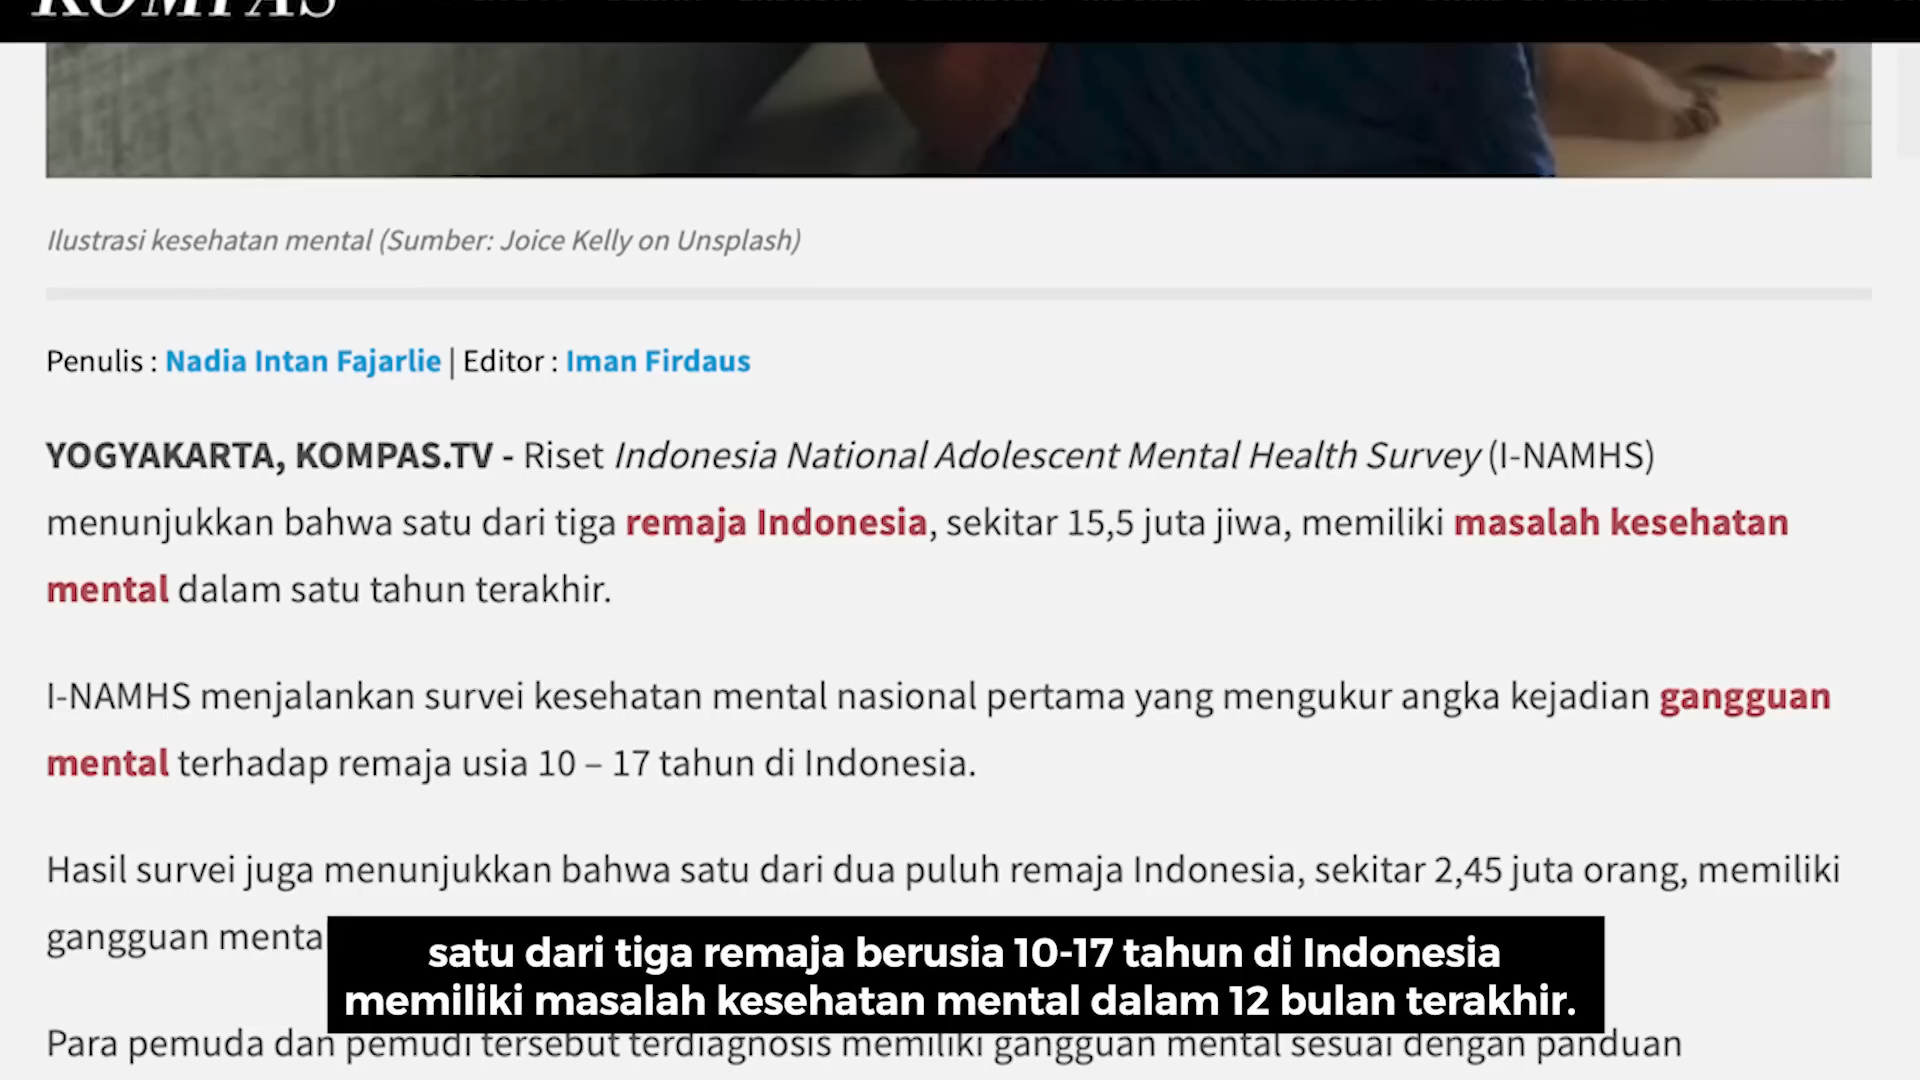 KOMPAS
Ilustrasi kesehatan mental (Sumber: Joice Kelly on Unsplash)
Penulis : Nadia Intan Fajarlie | Editor : Iman Firdaus
YOGYAKARTA, KOMPAS.TV - Riset Indonesia National Adolescent Mental Health Survey (I-NAMHS)
menunjukkan bahwa satu dari tiga remaja Indonesia, sekitar 15,5 juta jiwa, memiliki masalah kesehatan
mental dalam satu tahun terakhir.
I-NAMHS menjalankan survei kesehatan mental nasional pertama yang mengukur angka kejadian gangguan
mental terhadap remaja usia 10 – 17 tahun di Indonesia.
Hasil survei juga menunjukkan bahwa satu dari dua puluh remaja Indonesia, sekitar 2,45 juta orang, memiliki
gangguan menta
satu dari tiga remaja berusia 10-17 tahun di Indonesia
memiliki masalah kesehatan mental dalam 12 bulan terakhir.
Para pemuda dan pemudi tersebut terdiagnosis memiliki gangguan mental sesuai dengan panduan